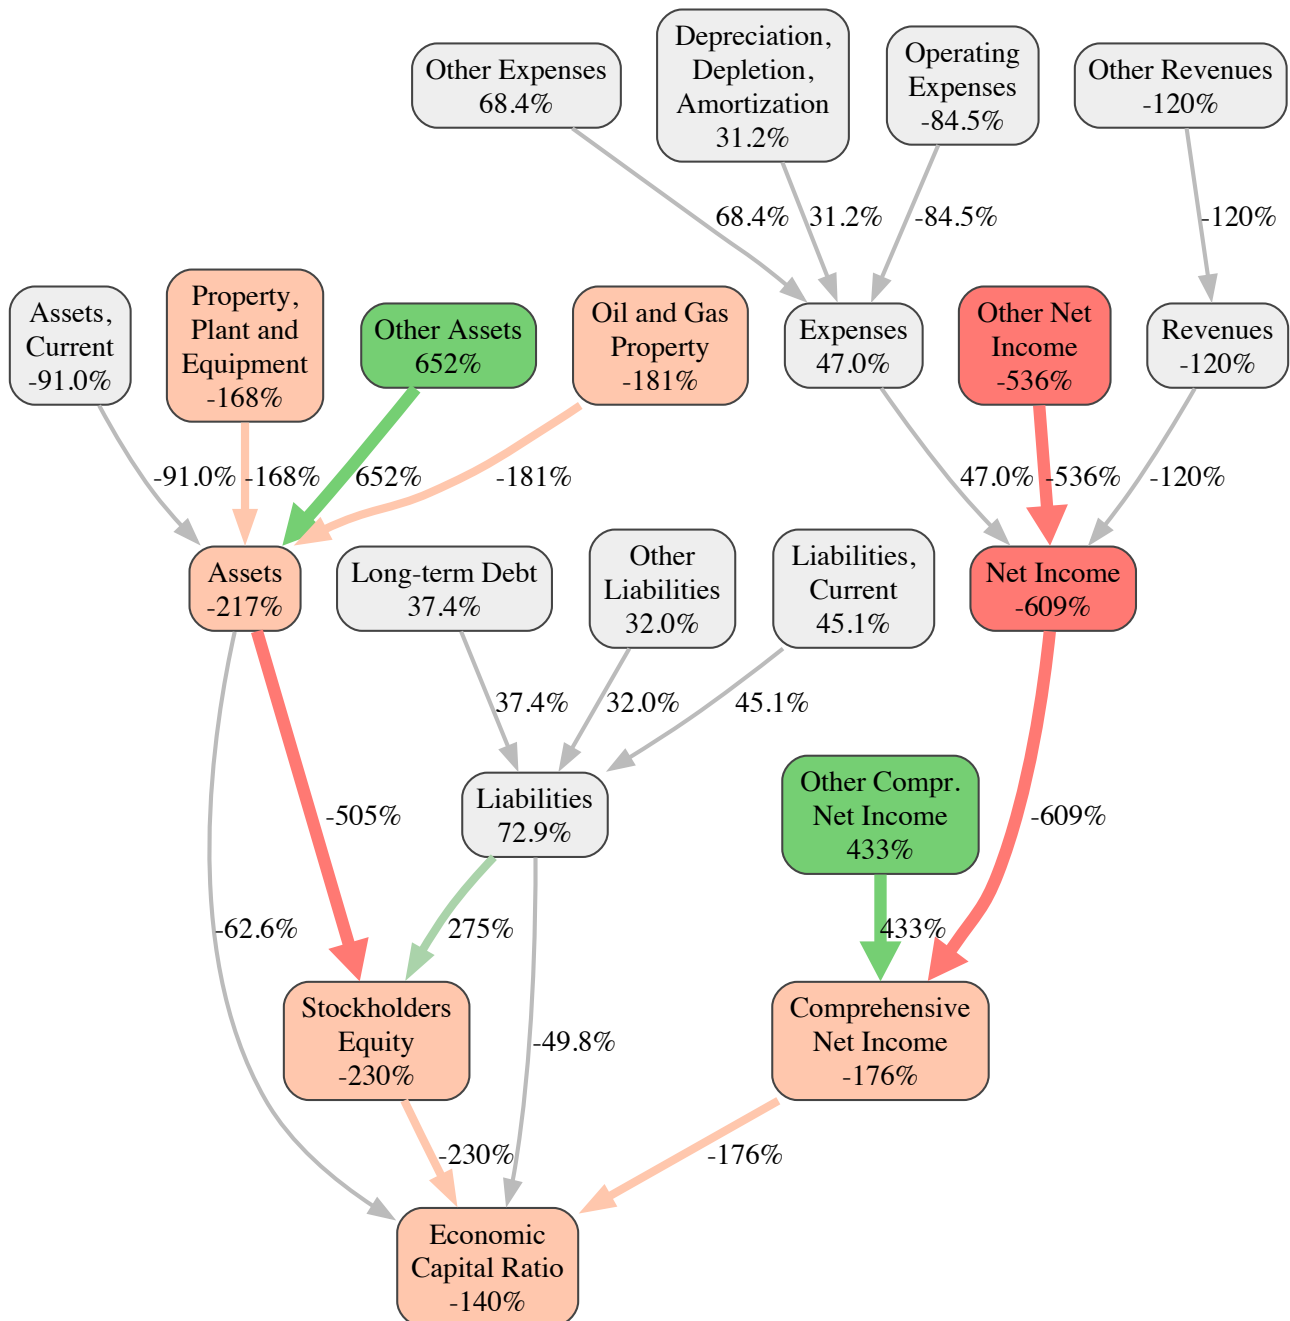 Other Expenses
68.4%
Depreciation,
Depletion,
Amortization
31.2%
Operating
Expenses
-84.5%
Other Revenues
-120%
68.4%
31.2%
-84.5%
-120%
Assets,
Current
-91.0%
Property,
Plant and
Equipment
-168%
Other Assets
652%
Oil and Gas
Property
-181%
Expenses
47.0%
Other Net
Income
-536%
Revenues
-120%
-91.0%
-168%
652%
-181%
47.0%
-536%
-120%
Assets
-217%
Long-term Debt
37.4%
Other
Liabilities
32.0%
Liabilities,
Current
45.1%
Net Income
-609%
37.4%
32.0%
45.1%
-505%
Liabilities
72.9%
Other Compr.
Net Income
433%
-609%
-62.6%
275%
433%
Stockholders
Equity
-230%
-49.8%
Comprehensive
Net Income
-176%
-230%
-176%
Economic
Capital Ratio
-140%